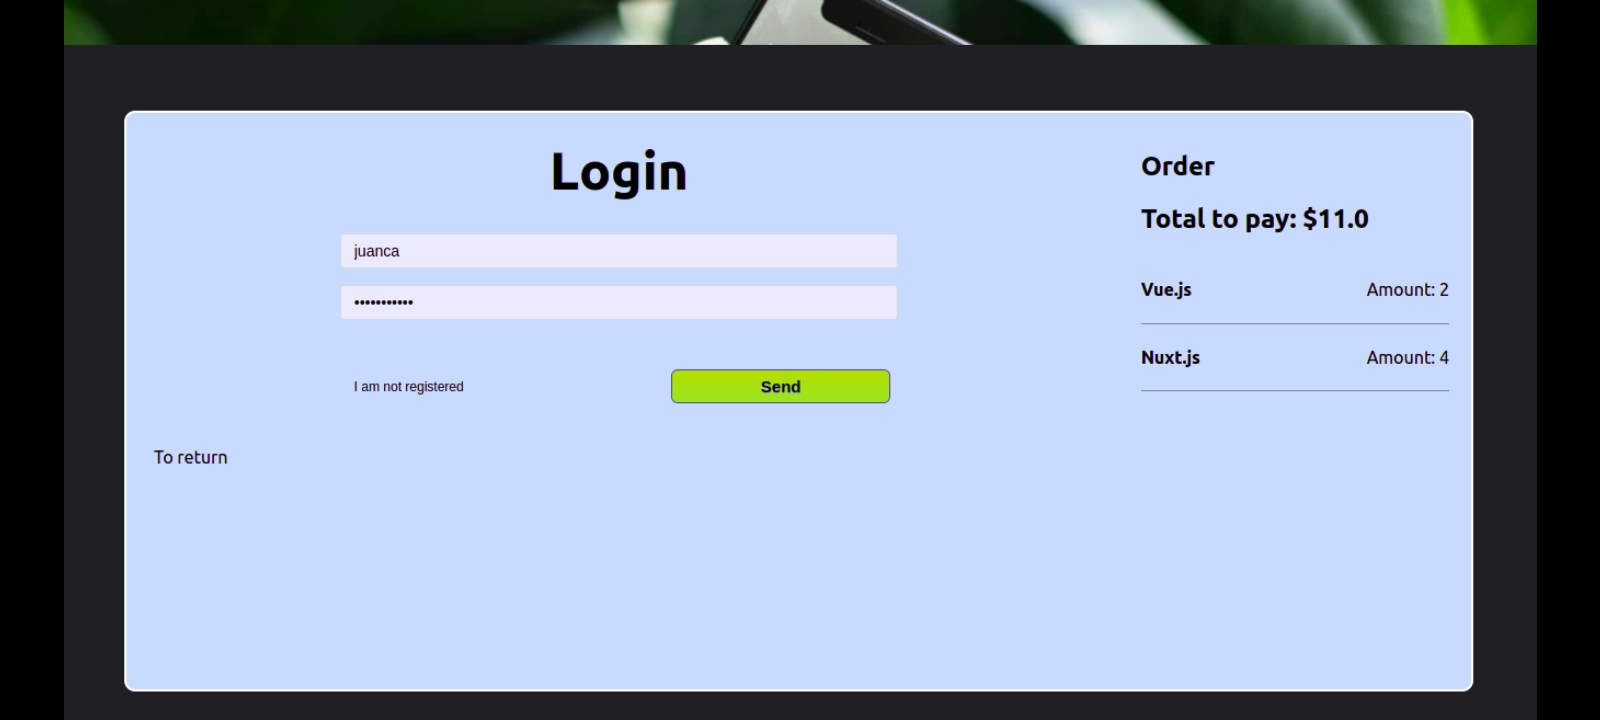 Login
juanca
•••••••••••
I am not registered
Send
To return
Order
Total to pay: $11.0
Vue.js Amount: 2
Nuxt.js Amount: 4